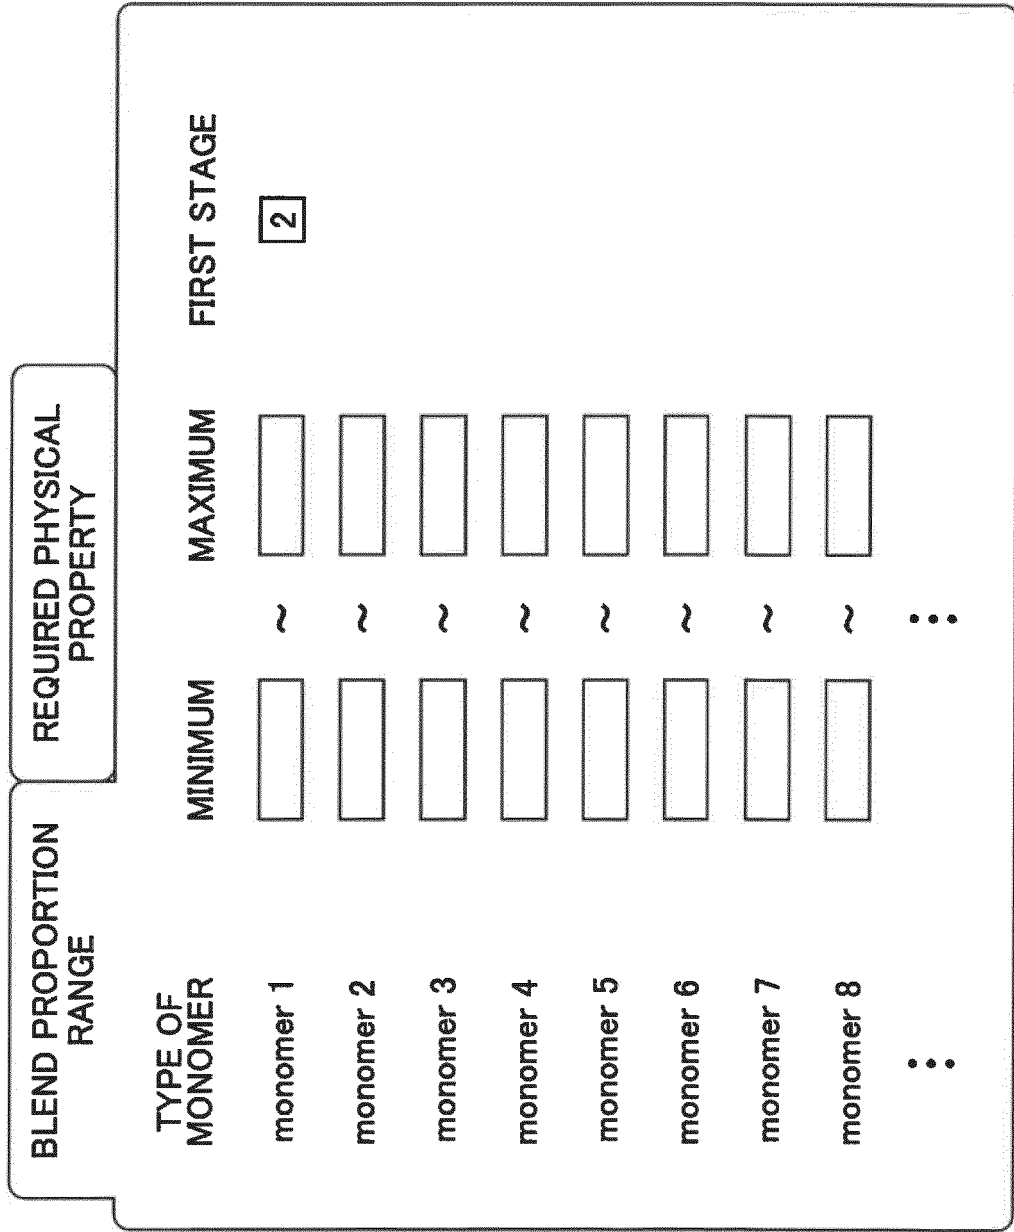 BLEND PROPORTION
RANGE
REQUIRED PHYSICAL
PROPERTY
TYPE OF
MONOMER
MINIMUM
MAXIMUM
FIRST STAGE
monomer 1 ~ 2
monomer 2 ~
monomer 3 ~
monomer 4 ~
monomer 5 ~
monomer 6 ~
monomer 7 ~
monomer 8 ~